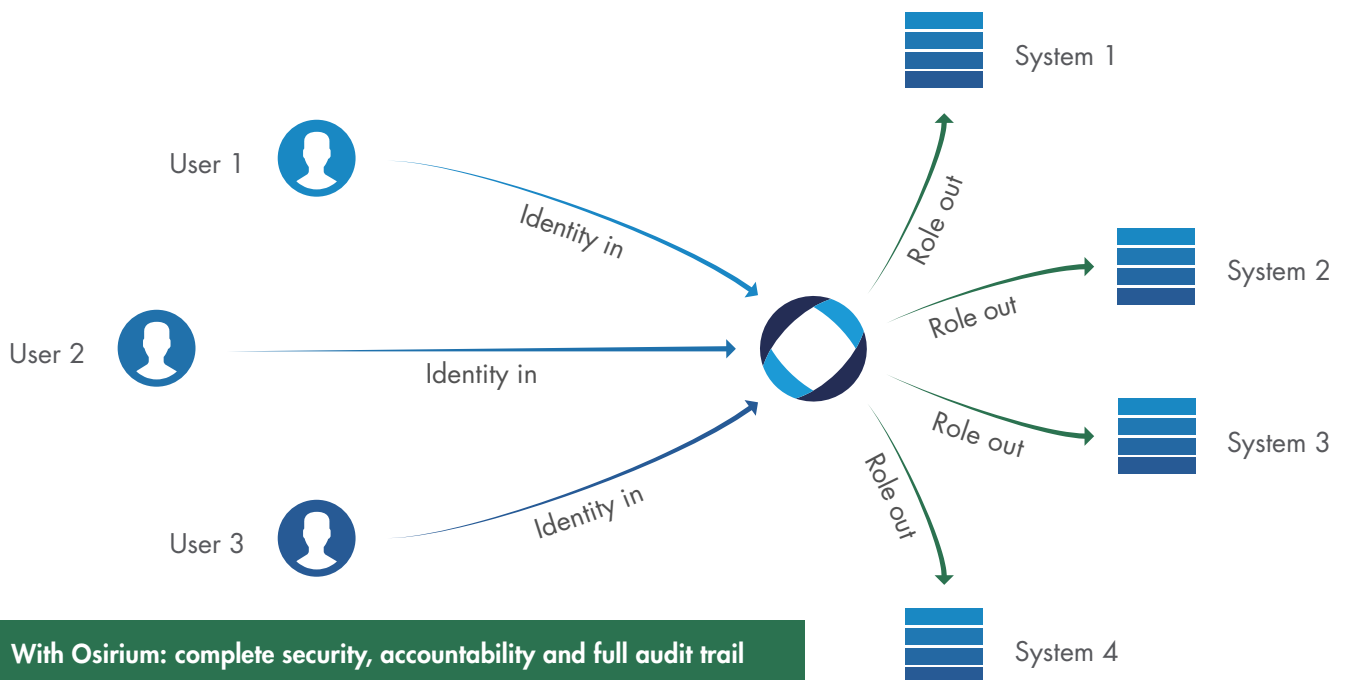 System 1
User 1
Identity in
Role out
System 2
Role out
User 2
Identity in
Role out
System 3
Role out
Identity in
User 3
With Osirium: complete security, accountability and full audit trail
System 4